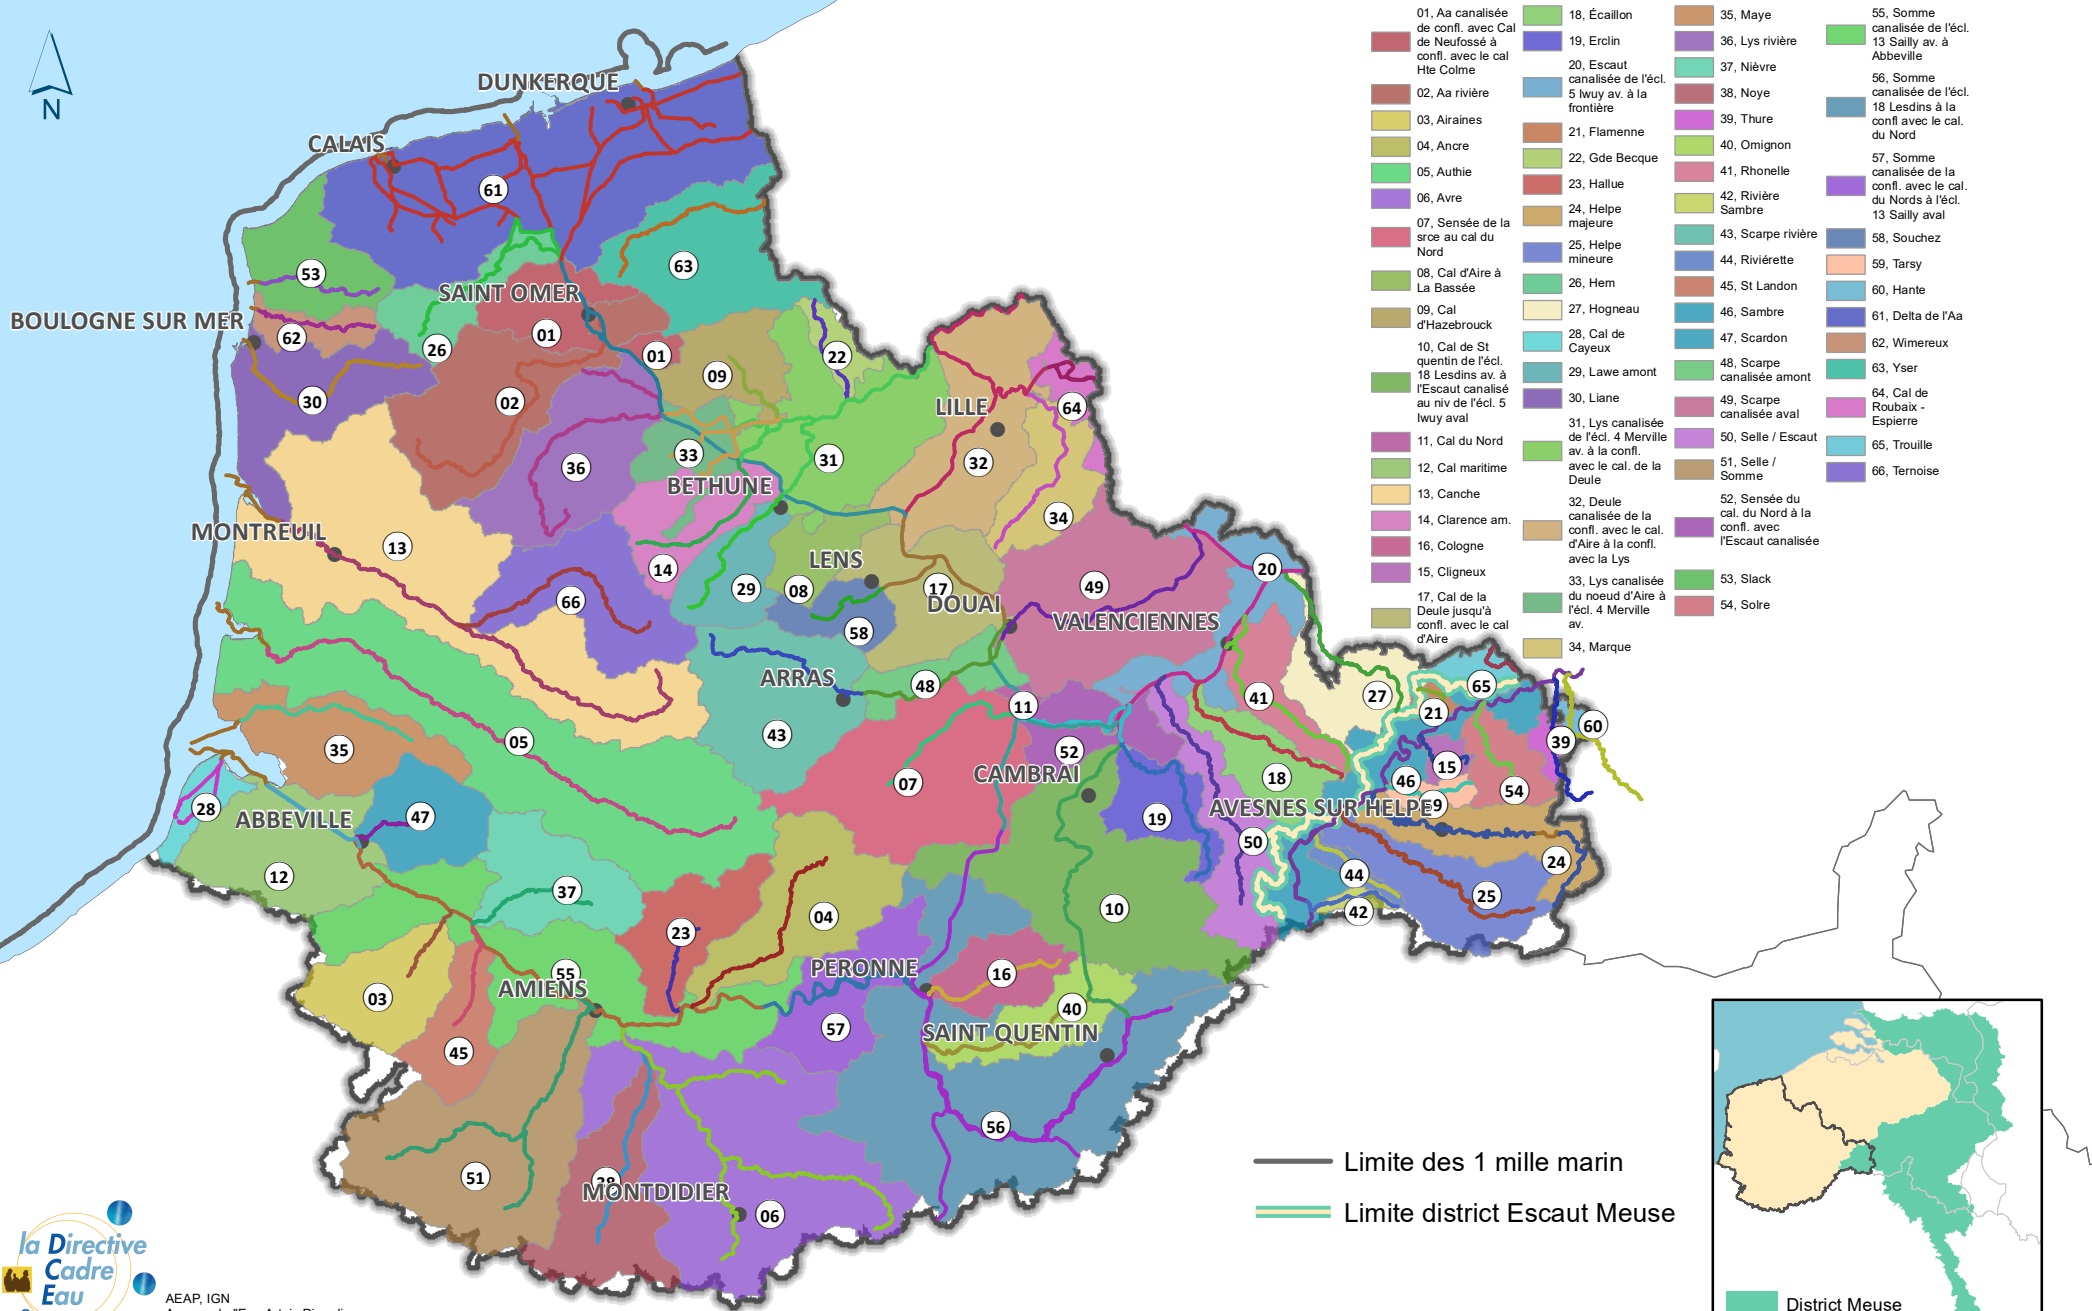 N
DUNKERQUE
CALAIS
SAINT OMER
BOULOGNE SUR MER
LILLE
BETHUNE
MONTREUIL
LENS
DOUAI
VALENCIENNES
ARRAS
CAMBRAI
AVESNES SUR HELPE
ABBEVILLE
PERONNE
AMIENS
SAINT QUENTIN
MONTDIDIER
61
53
63
62
26
01
01
09
22
30
02
64
36
33
31
32
34
13
14
29
08
17
49
20
66
58
48
11
41
27
65
21
60
39
35
05
43
07
52
18
46
15
54
28
47
19
9
50
12
37
04
10
44
24
25
42
23
03
55
16
40
57
45
56
51
38
06
01, Aa canalisée
de confl. avec Cal
de Neufossé à
confl. avec le cal
Hte Colme
02, Aa rivière
03, Airaines
04, Ancre
05, Authie
06, Avre
07, Sensée de la
srce au cal du
Nord
08, Cal d'Aire à
La Bassée
09, Cal
d'Hazebrouck
10, Cal de St
quentin de l'écl.
18 Lesdins av. à
l'Escaut canalisé
au niv de l'écl. 5
Iwuy aval
11, Cal du Nord
12, Cal maritime
13, Canche
14, Clarence am.
16, Cologne
15, Cligneux
17, Cal de la
Deule jusqu'à
confl. avec le cal
d'Aire
18, Écaillon
19, Erclin
20, Escaut
canalisée de l'écl.
5 Iwuy av. à la
frontière
21, Flamenne
22, Gde Becque
23, Hallue
24, Helpe
majeure
25, Helpe
mineure
26, Hem
27, Hogneau
28, Cal de
Cayeux
29, Lawe amont
30, Liane
31, Lys canalisée
de l'écl. 4 Merville
av. à la confl.
avec le cal. de la
Deule
32, Deule
canalisée de la
confl. avec le cal.
d'Aire à la confl.
avec la Lys
33, Lys canalisée
du noeud d'Aire à
l'écl. 4 Merville
av.
34, Marque
35, Maye
36, Lys rivière
37, Nièvre
38, Noye
39, Thure
40, Omignon
41, Rhonelle
42, Rivière
Sambre
43, Scarpe rivière
44, Riviérette
45, St Landon
46, Sambre
47, Scardon
48, Scarpe
canalisée amont
49, Scarpe
canalisée aval
50, Selle / Escaut
51, Selle /
Somme
52, Sensée du
cal. du Nord à la
confl. avec
l'Escaut canalisée
53, Slack
54, Solre
55, Somme
canalisée de l'écl.
13 Sailly av. à
Abbeville
56, Somme
canalisée de l'écl.
18 Lesdins à la
confl avec le cal.
du Nord
57, Somme
canalisée de la
confl. avec le cal.
du Nords à l'écl.
13 Sailly aval
58, Souchez
59, Tarsy
60, Hante
61, Delta de l'Aa
62, Wimereux
63, Yser
64, Cal de
Roubaix -
Espierre
65, Trouille
66, Ternoise
Limite des 1 mille marin
Limite district Escaut Meuse
District Meuse
la Directive
Cadre
Eau
AEAP, IGN